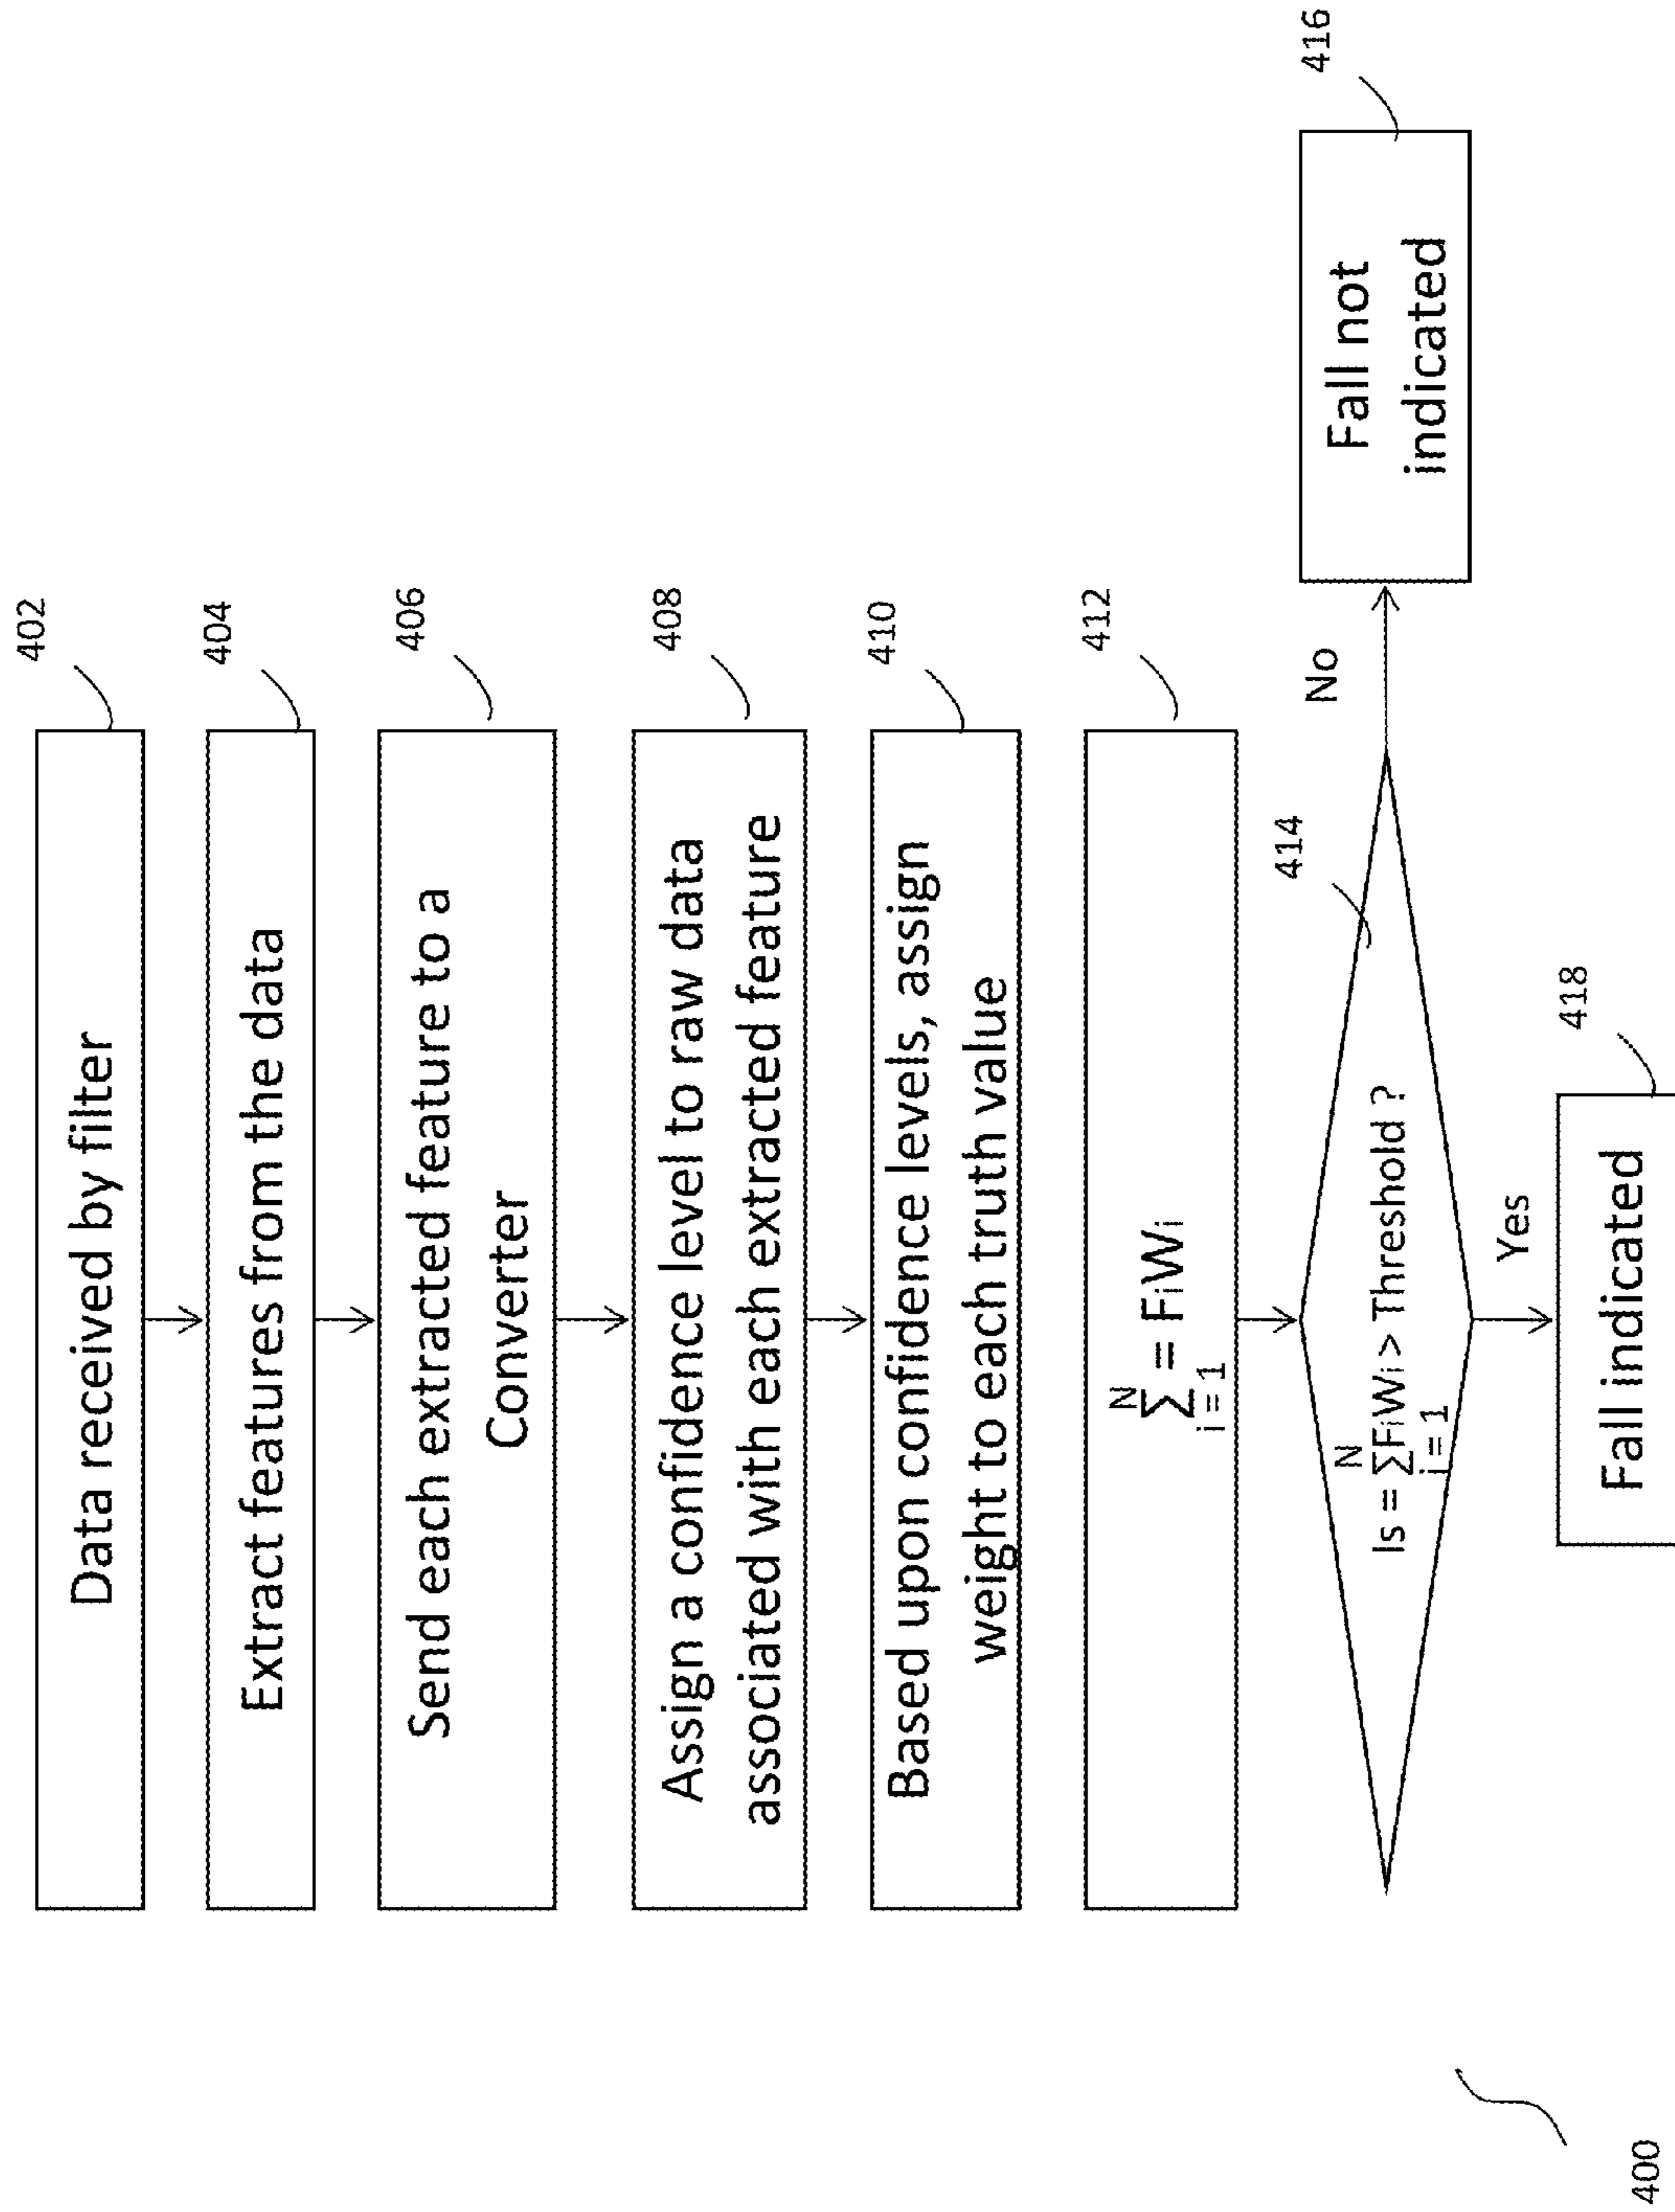 402
Data received by filter
404
Extract features from the data
406
Send each extracted feature to a
Converter
408
Assign a confidence level to raw data
associated with each extracted feature
410
Based upon confidence levels, assign
weight to each truth value
412
N
∑ = FiWi
i = 1
414
N
Is = ∑FiWi > Threshold ?
i = 1
No
416
Fall not
indicated
Yes
418
Fall indicated
400